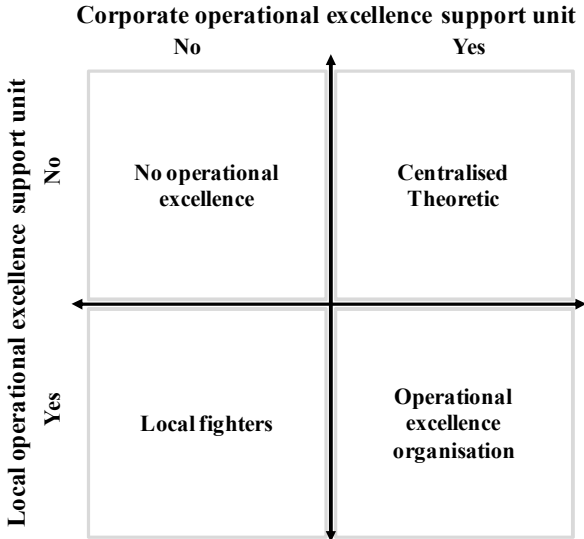 Corporate operational excellence support unit
No
Yes
Local operational excellence support unit
No
Yes
No operational
excellence
Centralised
Theoretic
Local fighters
Operational
excellence
organisation